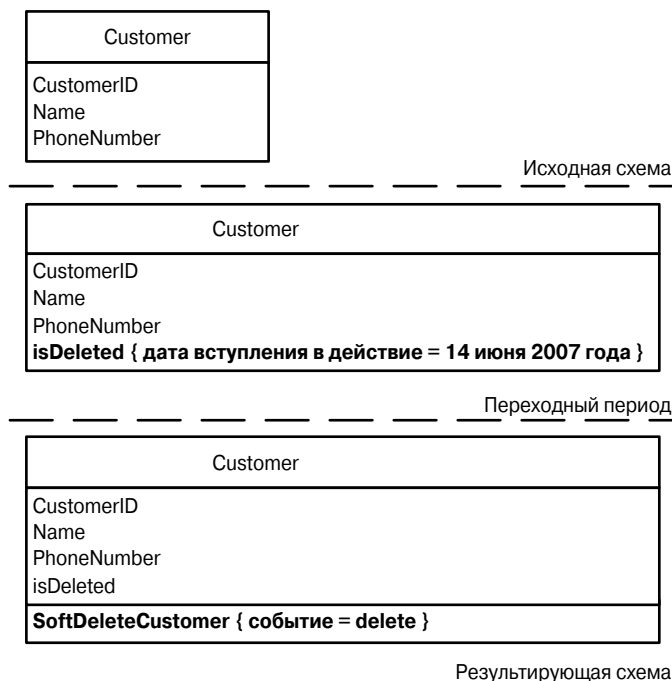 Customer
CustomerID
Name
PhoneNumber
Исходная схема
Customer
CustomerID
Name
PhoneNumber
isDeleted { дата вступления в действие = 14 июня 2007 года }
Переходный период
Customer
CustomerID
Name
PhoneNumber
isDeleted
SoftDeleteCustomer { событие = delete }
Результирующая схема